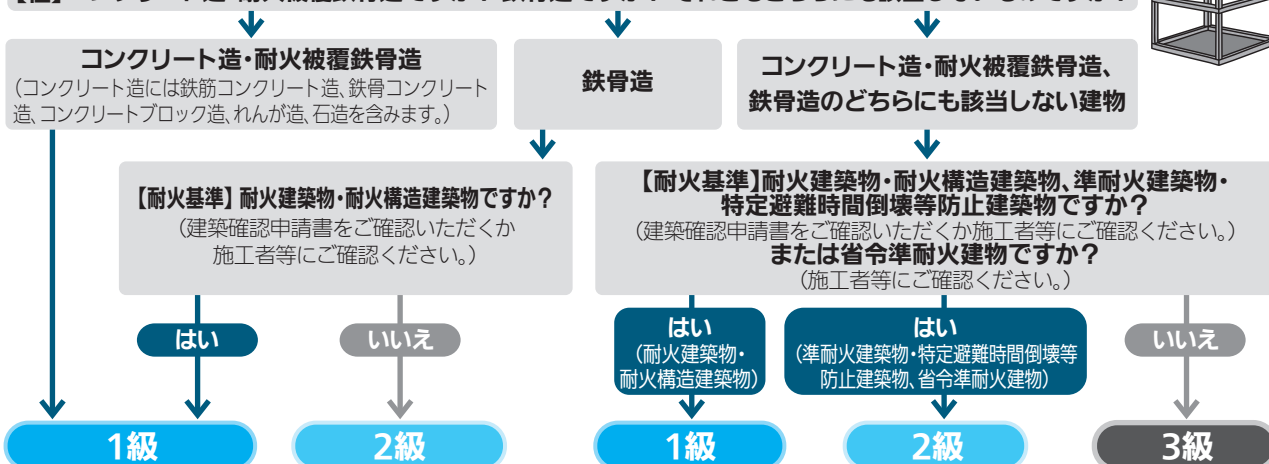 コンクリート造・耐火被覆鉄骨造
（コンクリート造には鉄筋コンクリート造、鉄骨コンクリート
造、コンクリートブロック造、れんが造、石造を含みます。）
鉄骨造
コンクリート造・耐火被覆鉄骨造、
鉄骨造のどちらにも該当しない建物
【耐火基準】耐火建築物・耐火構造建築物ですか？
（建築確認申請書をご確認いただくか
施工者等にご確認ください。）
【耐火基準】耐火建築物・耐火構造建築物、準耐火建築物・
特定避難時間倒壊等防止建築物ですか？
（建築確認申請書をご確認いただくか施工者等にご確認ください。）
または省令準耐火建物ですか？
（施工者等にご確認ください。）
はい
いいえ
はい
（耐火建築物・
耐火構造建築物）
はい
（準耐火建築物・特定避難時間倒壊等
防止建築物、省令準耐火建物）
いいえ
1級
2級
1級
2級
3級